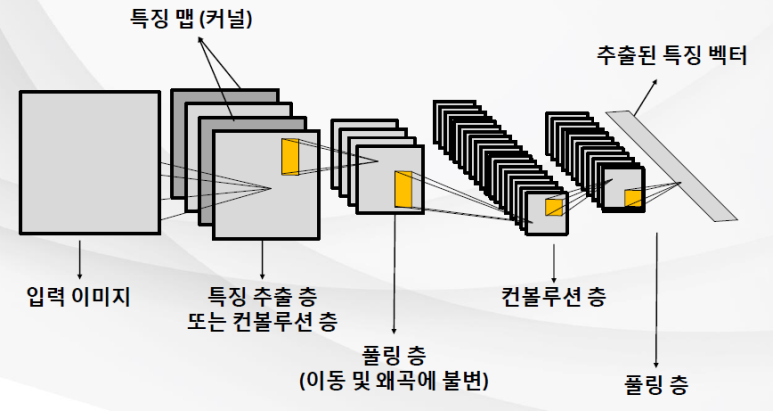 특징 맵 (커널)
추출된 특징 벡터
입력 이미지
특징 추출 층
또는 컨볼루션 층
컨볼루션 층
풀링 층
(이동 및 왜곡에 불변)
풀링 층